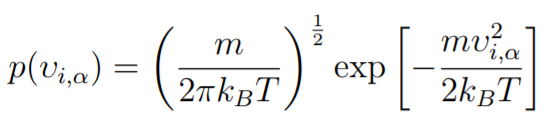 $p(v_{i,\alpha}) = \left( \frac{m}{2\pi k_B T} \right)^{\frac{1}{2}} \exp \left[ -\frac{m v_{i,\alpha}^2}{2 k_B T} \right]$